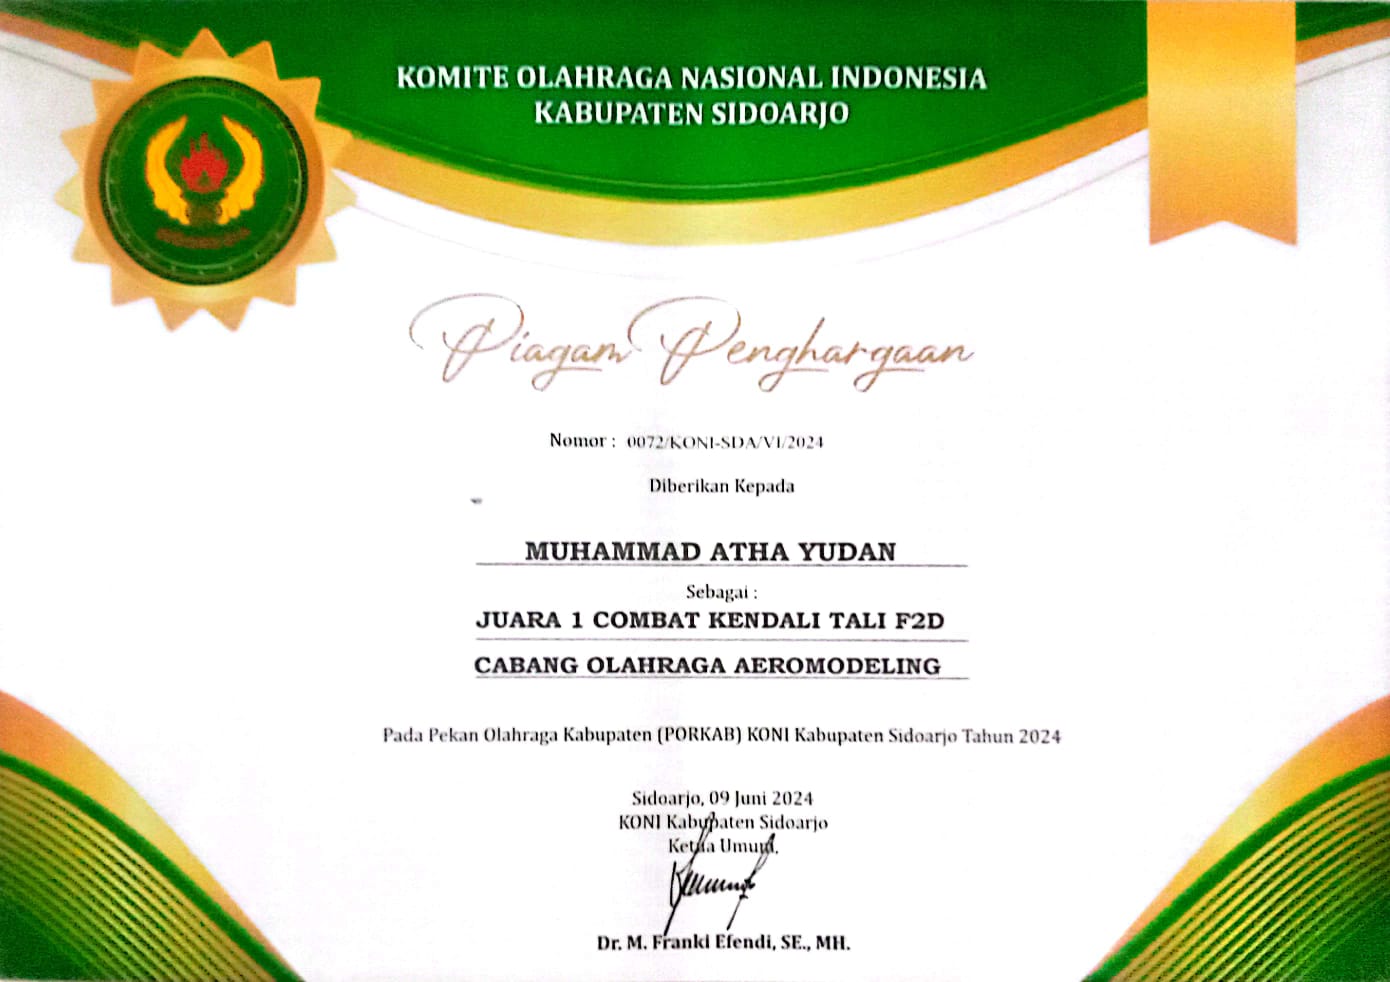 KOMITE OLAHRAGA NASIONAL INDONESIA
KABUPATEN SIDOARJO
Piagam Penghargaan
Nomor : 0072/KONI-SDA/VI/2024
Diberikan Kepada
MUHAMMAD ATHA YUDAN
Sebagai :
JUARA 1 COMBAT KENDALI TALI F2D
CABANG OLAHRAGA AEROMODELING
Pada Pekan Olahraga Kabupaten (PORKAB) KONI Kabupaten Sidoarjo Tahun 2024
Sidoarjo, 09 Juni 2024
KONI Kabupaten Sidoarjo
Ketua Umum,
Dr. M. Franki Efendi, SE., MH.